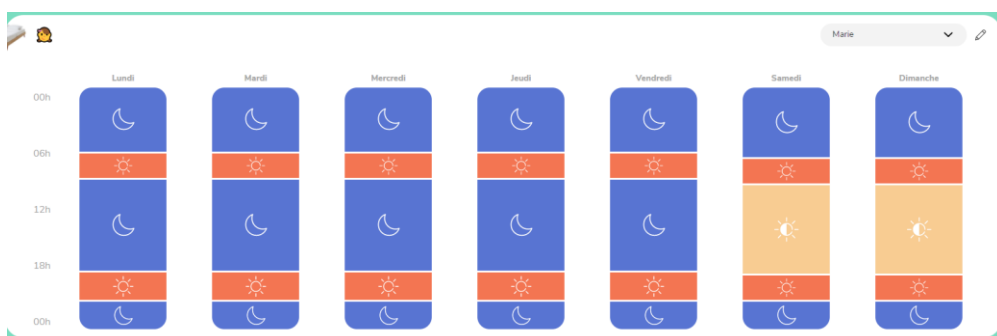 Marie
Lundi Mardi Mercredi Jeudi Vendredi Samedi Dimanche
00h
06h
12h
18h
00h